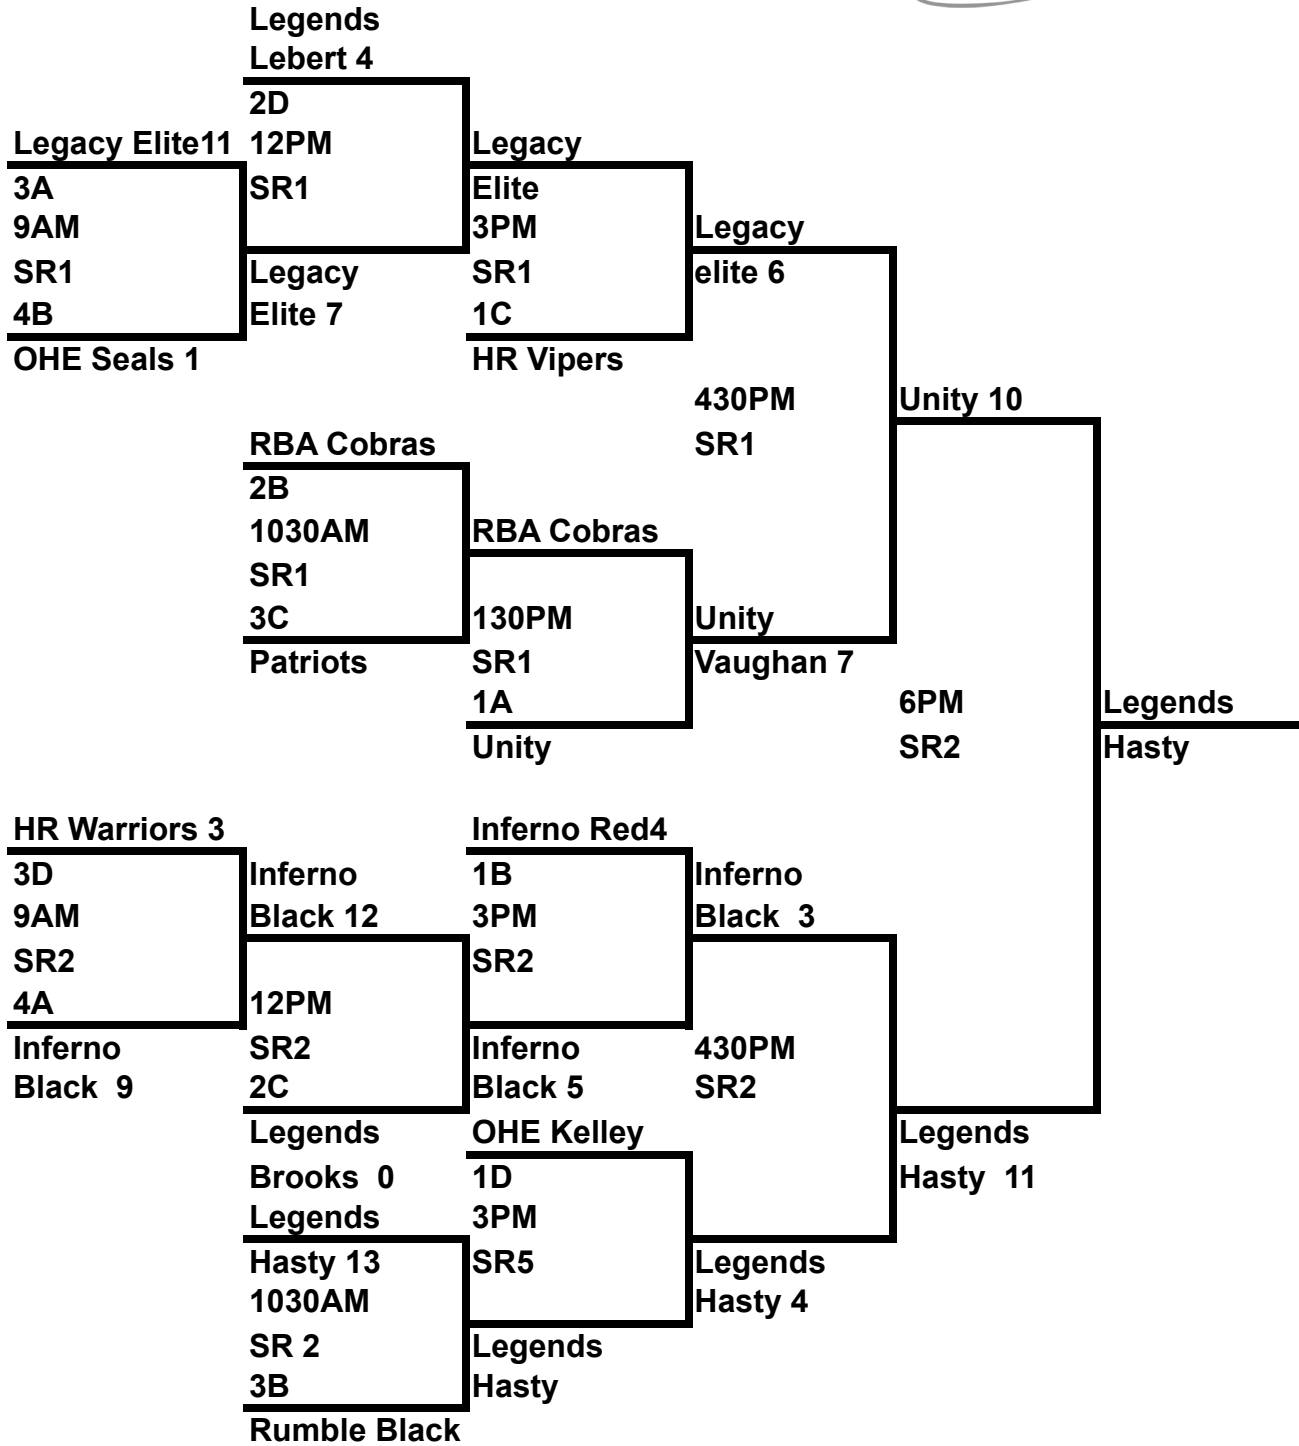 Legends
Lebert 4
2D
12PM
SR1
Legacy Elite11
3A
9AM
SR1
4B
OHE Seals 1
Legacy
Elite 7
Legacy
Elite
3PM
SR1
1C
HR Vipers
Legacy
elite 6
430PM
SR1
RBA Cobras
2B
1030AM
SR1
3C
Patriots
RBA Cobras
130PM
SR1
1A
Unity
Unity
Vaughan 7
Unity 10
6PM
SR2
Legends
Hasty
HR Warriors 3
3D
9AM
SR2
4A
Inferno
Black  9
Inferno
Black 12
12PM
SR2
2C
Legends
Brooks  0
Inferno Red4
1B
3PM
SR2
Inferno
Black 5
Inferno
Black  3
430PM
SR2
OHE Kelley
1D
3PM
SR5
Legends
Hasty 13
1030AM
SR 2
3B
Rumble Black
Legends
Hasty
Legends
Hasty 4
Legends
Hasty  11